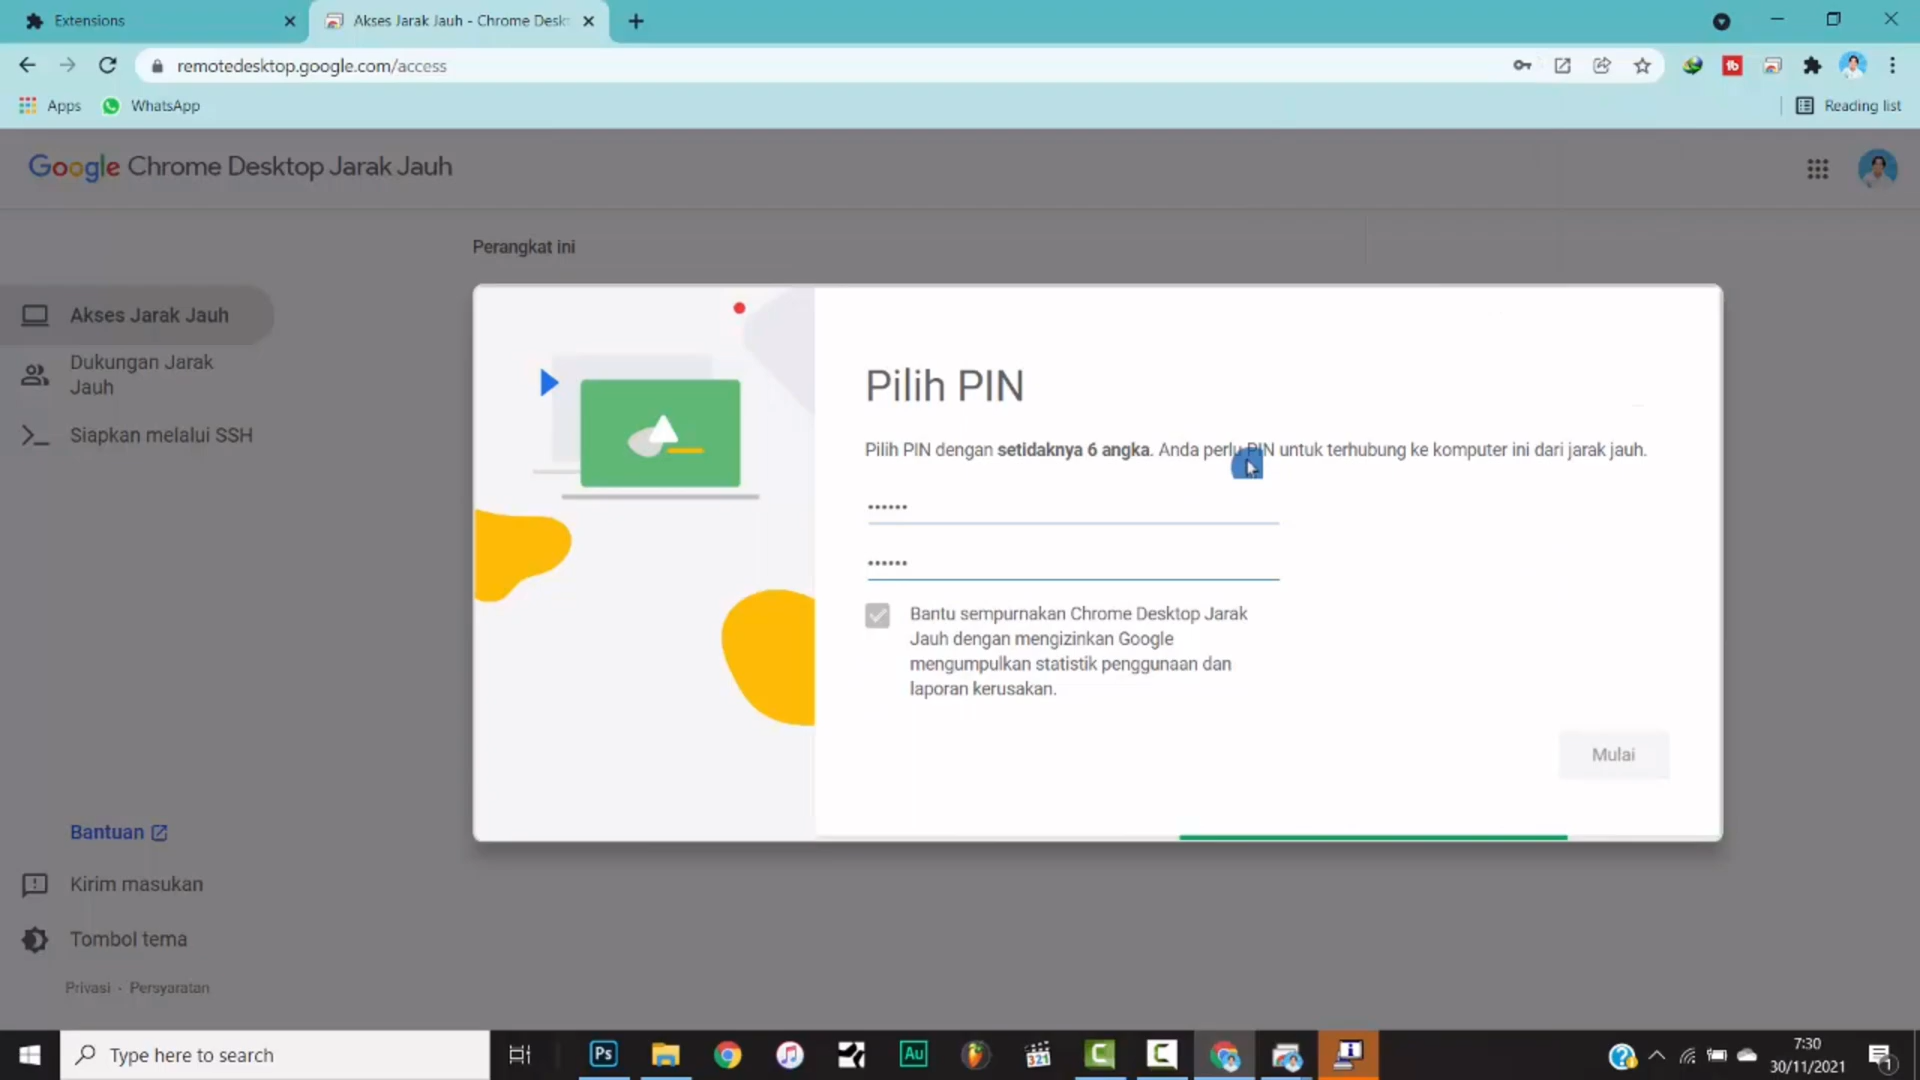 Extensions
Akses Jarak Jauh - Chrome Desk
remotedesktop.google.com/access
Apps
WhatsApp
Reading list
Google Chrome Desktop Jarak Jauh
Perangkat ini
Akses Jarak Jauh
Dukungan Jarak
Jauh
Siapkan melalui SSH
Pilih PIN
Pilih PIN dengan setidaknya 6 angka. Anda perlu PIN untuk terhubung ke komputer ini dari jarak jauh.
••••••
••••••
Bantu sempurnakan Chrome Desktop Jarak
Jauh dengan mengizinkan Google
mengumpulkan statistik penggunaan dan
laporan kerusakan.
Mulai
Bantuan
Kirim masukan
Tombol tema
Privasi · Persyaratan
Type here to search
Ps
Au
321
7:30
30/11/2021
1